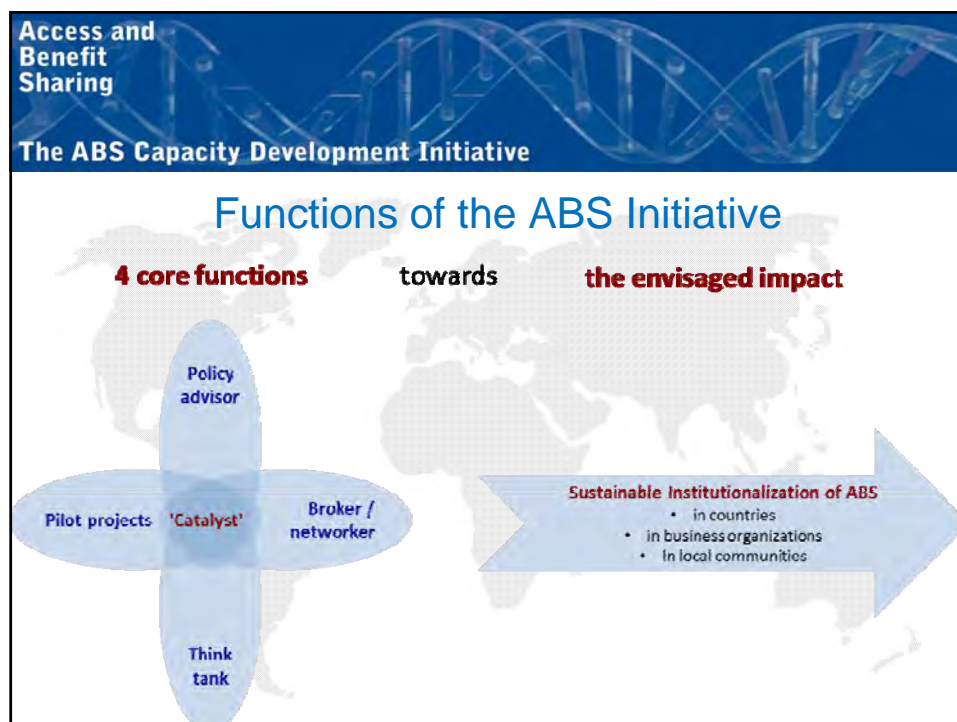 Access and
Benefit
Sharing
The ABS Capacity Development Initiative
Functions of the ABS Initiative
4 core functions towards the envisaged impact
Policy
advisor
Pilot projects 'Catalyst' Broker /
networker
Think
tank
Sustainable Institutionalization of ABS
• in countries
• in business organizations
• In local communities